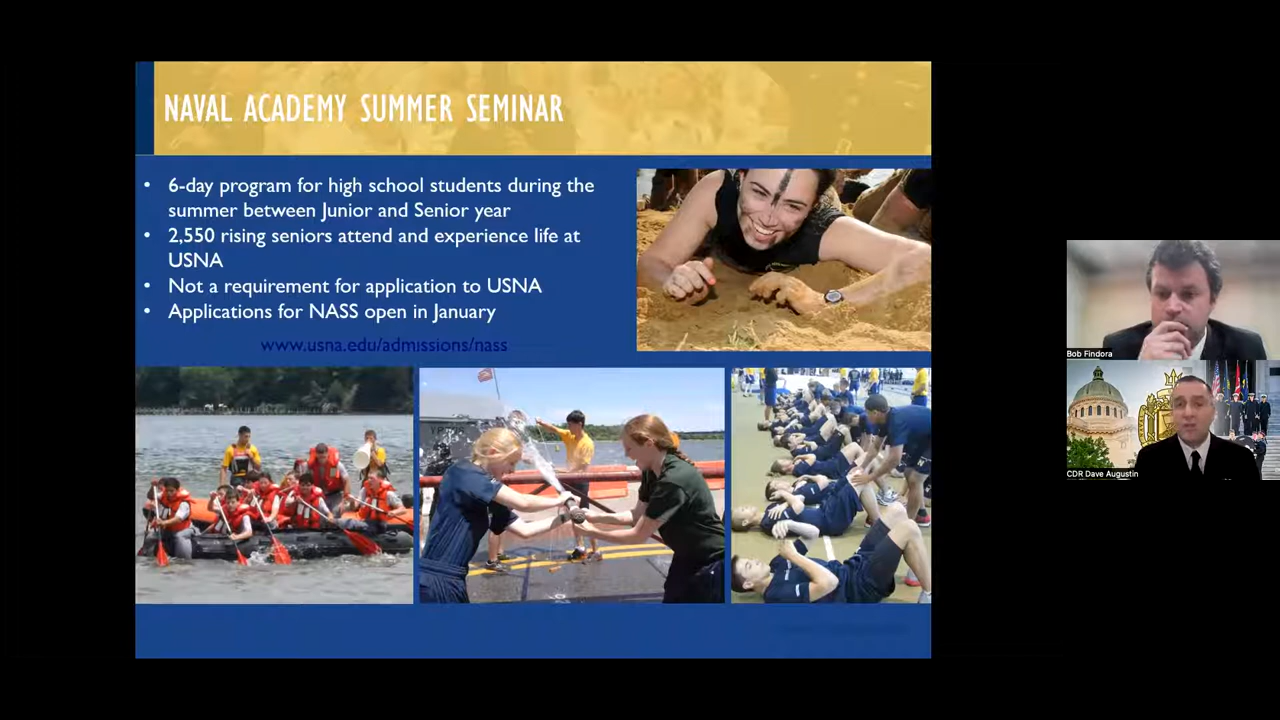 NAVAL ACADEMY SUMMER SEMINAR
• 6-day program for high school students during the
summer between Junior and Senior year
• 2,550 rising seniors attend and experience life at
USNA
• Not a requirement for application to USNA
• Applications for NASS open in January
www.usna.edu/admissions/nass
Bob Findora
CDR Dave Augustin